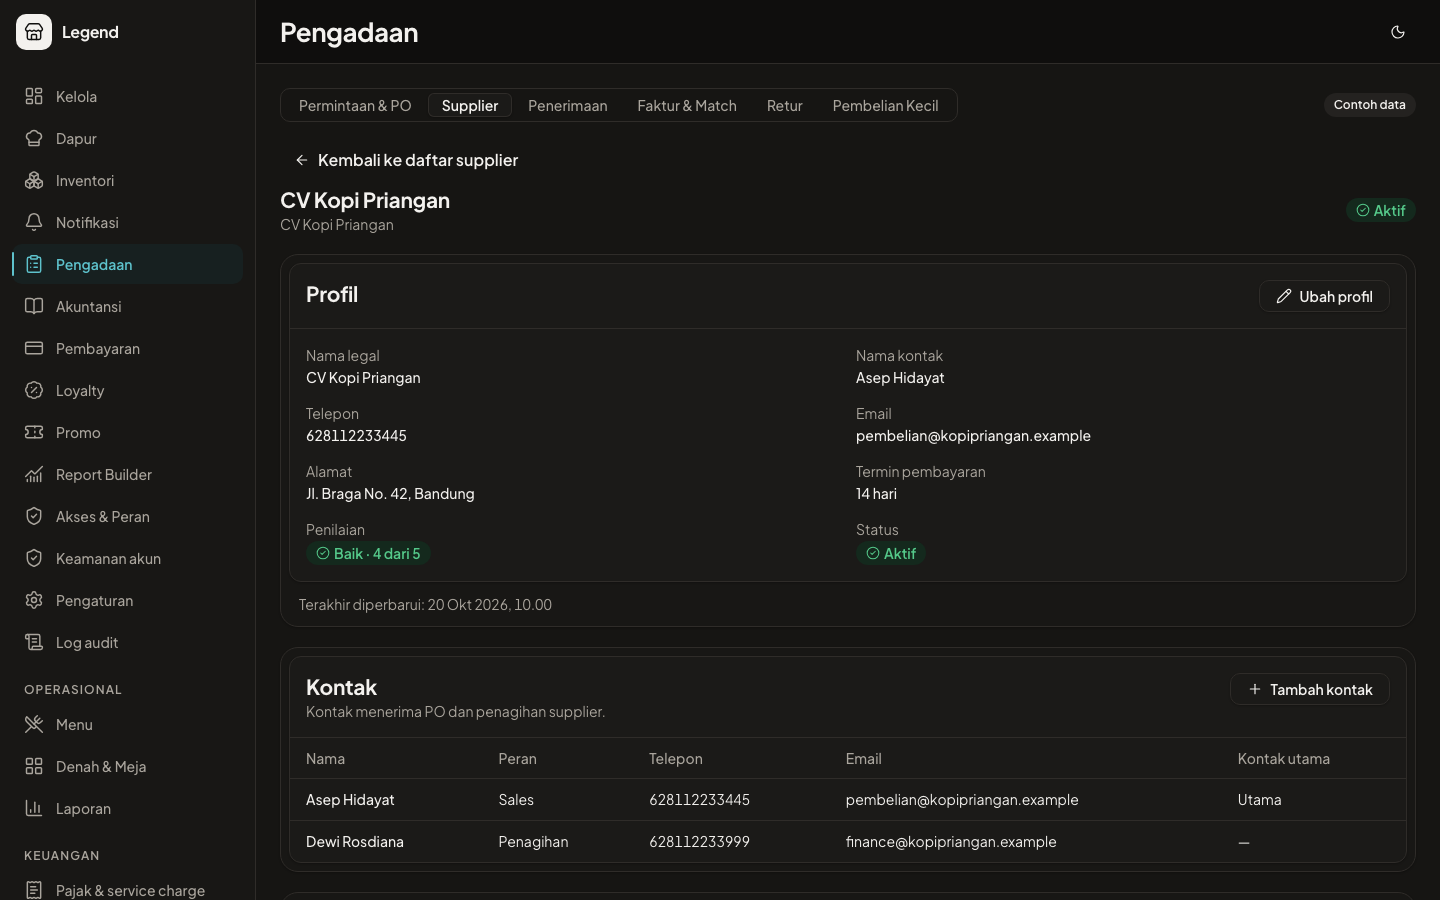 Legend
Kelola
Dapur
Inventori
Notifikasi
Pengadaan
Akuntansi
Pembayaran
Loyalty
Promo
Report Builder
Akses & Peran
Keamanan akun
Pengaturan
Log audit
OPERASIONAL
Menu
Denah & Meja
Laporan
KEUANGAN
Pajak & service charge
Pengadaan
Permintaan & PO Supplier Penerimaan Faktur & Match Retur Pembelian Kecil
Contoh data
Kembali ke daftar supplier
CV Kopi Priangan
CV Kopi Priangan
Aktif
Profil
Ubah profil
Nama legal
CV Kopi Priangan
Nama kontak
Asep Hidayat
Telepon
628112233445
Email
pembelian@kopipriangan.example
Alamat
Jl. Braga No. 42, Bandung
Termin pembayaran
14 hari
Penilaian
Baik · 4 dari 5
Status
Aktif
Terakhir diperbarui: 20 Okt 2026, 10.00
Kontak
Kontak menerima PO dan penagihan supplier.
Tambah kontak
Nama Peran Telepon Email Kontak utama
Asep Hidayat Sales 628112233445 pembelian@kopipriangan.example Utama
Dewi Rosdiana Penagihan 628112233999 finance@kopipriangan.example —